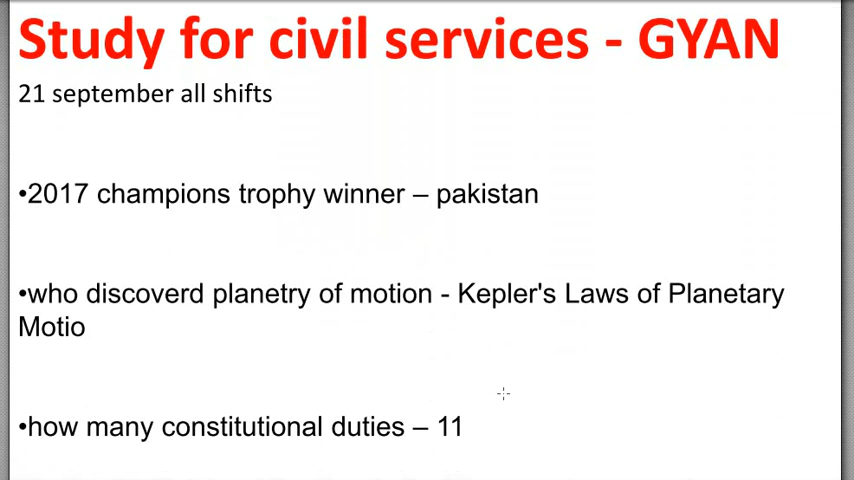 Study for civil services - GYAN
21 september all shifts
•2017 champions trophy winner – pakistan
•who discoverd planetry of motion - Kepler's Laws of Planetary
Motio
•how many constitutional duties – 11